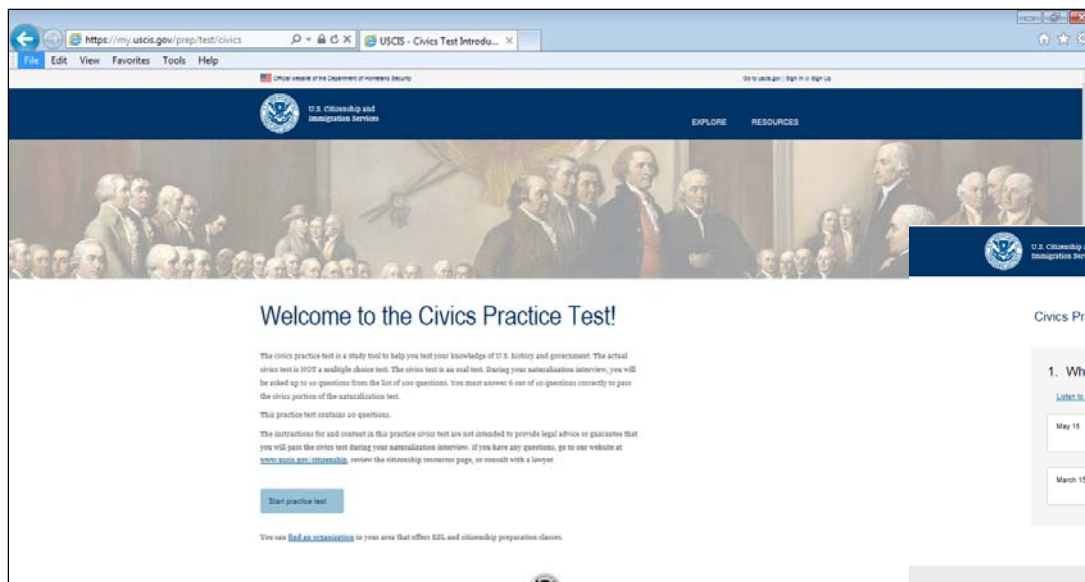 https://my.uscis.gov/prep/test/civics
USCIS - Civics Test Introdu...
File Edit View Favorites Tools Help
Official website of the Department of Homeland Security
Go to uscis.gov | Sign In or Sign Up
U.S. Citizenship and
Immigration Services
EXPLORE RESOURCES
U.S. Citizenship
Immigration Ser
Welcome to the Civics Practice Test!
The civics practice test is a study tool to help you test your knowledge of U.S. history and government. The actual
civics test is NOT a multiple choice test. The civics test is an oral test. During your naturalization interview, you will
be asked up to 10 questions from the list of 100 questions. You must answer 6 out of 10 questions correctly to pass
the civics portion of the naturalization test.
This practice test contains 20 questions.
The instructions for and content in this practice civics test are not intended to provide legal advice or guarantee that
you will pass the civics test during your naturalization interview. If you have any questions, go to our website at
www.uscis.gov/citizenship, review the citizenship resources page, or consult with a lawyer.
Start practice test
You can find an organization in your area that offers ESL and citizenship preparation classes.
Civics Pr
1. Wh
Listen to
May 15
March 15